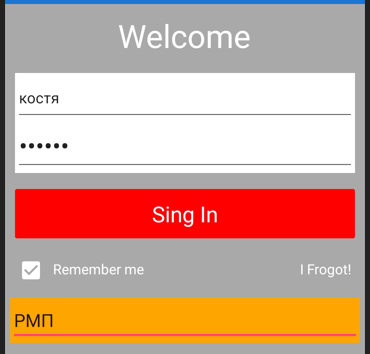 Welcome
костя
••••••
Sing In
Remember me
I Frogot!
РМП